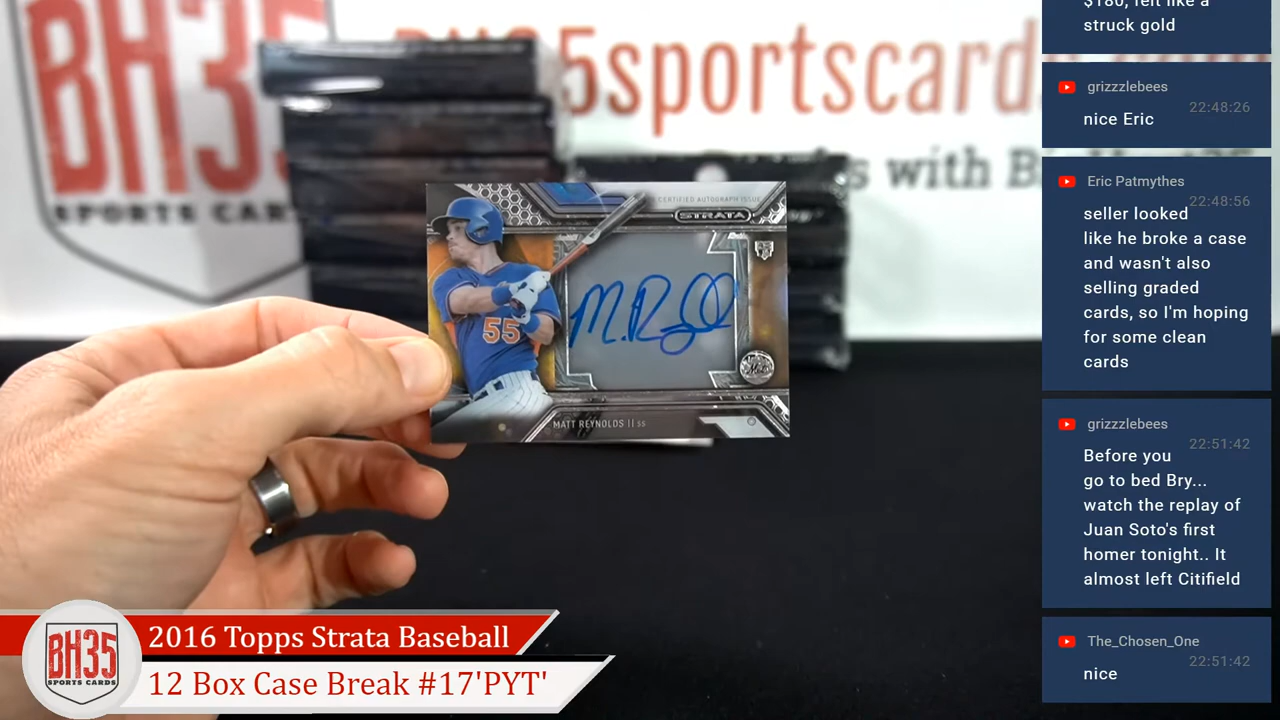 BH35
SPORTS CAR
5sportscard
s with B
CERTIFIED AUTOGRAPH ISSUE
STRATA
55
M. R
MATT REYNOLDS || SS
2016 Topps Strata Baseball
12 Box Case Break #17'PYT'
BH35
SPORTS CARDS
$180, felt like a
struck gold
grizzzlebees
22:48:26
nice Eric
Eric Patmythes
22:48:56
seller looked
like he broke a case
and wasn't also
selling graded
cards, so I'm hoping
for some clean
cards
grizzzlebees
22:51:42
Before you
go to bed Bry...
watch the replay of
Juan Soto's first
homer tonight.. It
almost left Citifield
The_Chosen_One
22:51:42
nice